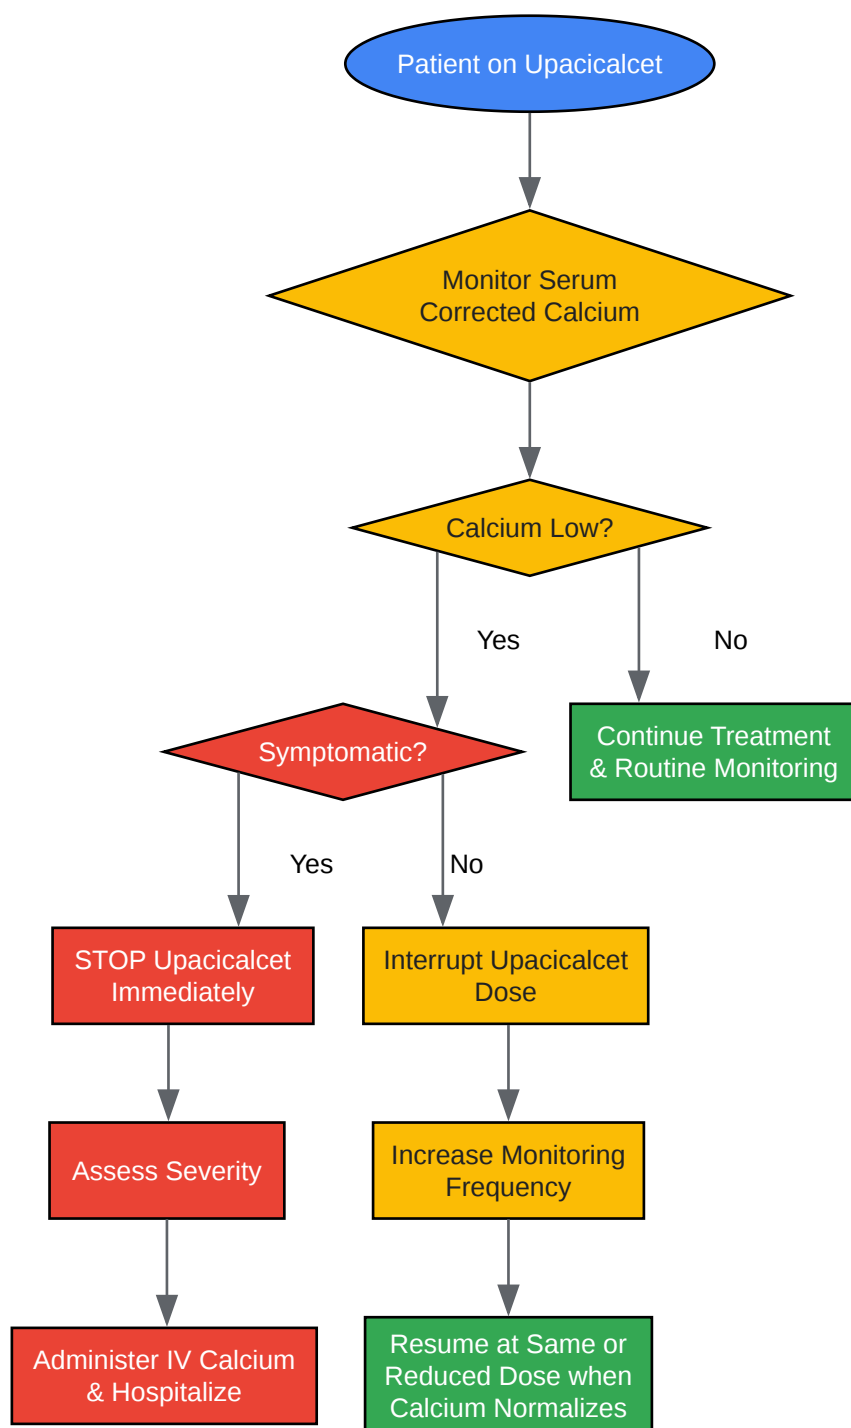 Patient on Upacicalcet
Monitor Serum
Corrected Calcium
Calcium Low?
Yes
No
Symptomatic?
Continue Treatment
& Routine Monitoring
Yes
No
STOP Upacicalcet
Immediately
Interrupt Upacicalcet
Dose
Assess Severity
Increase Monitoring
Frequency
Administer IV Calcium
& Hospitalize
Resume at Same or
Reduced Dose when
Calcium Normalizes